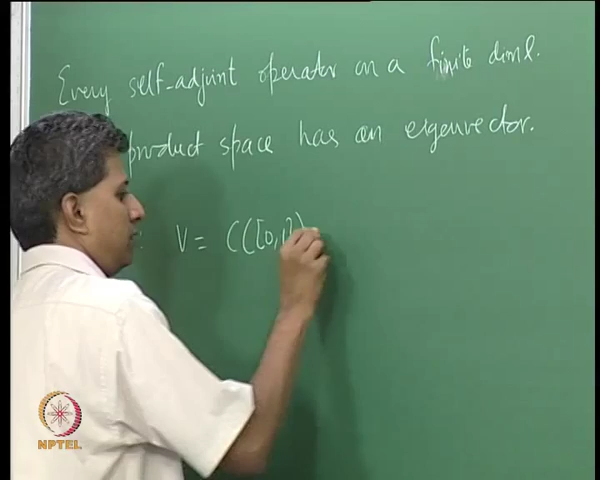 Every self-adjoint operator on a finite diml.
product space has an eigenvector.
: V = C([0,1])
NPTEL